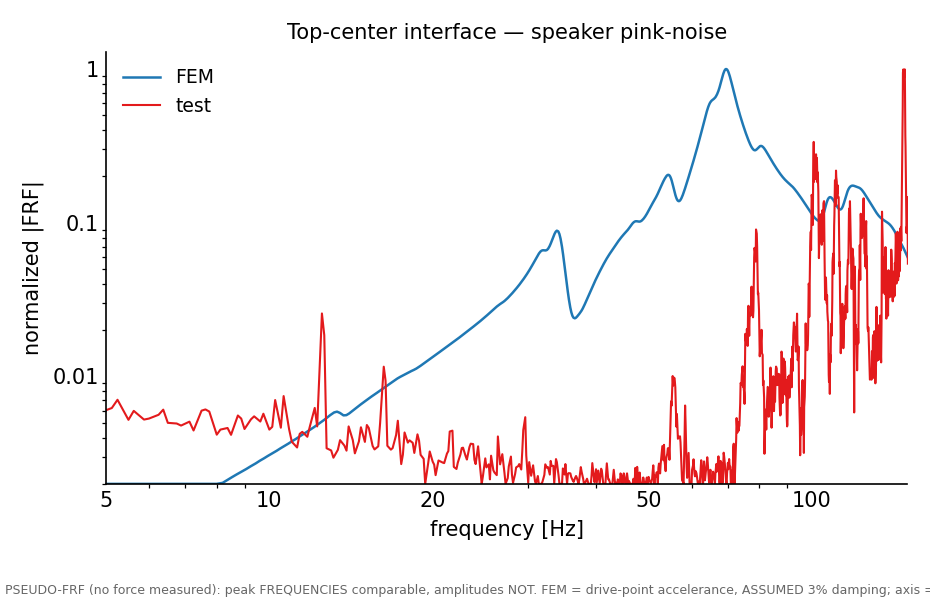 Top-center interface — speaker pink-noise
FEM
test
normalized |FRF|
1
0.1
0.01
5 10 20 50 100
frequency [Hz]
PSEUDO-FRF (no force measured): peak FREQUENCIES comparable, amplitudes NOT. FEM = drive-point accelerance, ASSUMED 3% damping; axis =